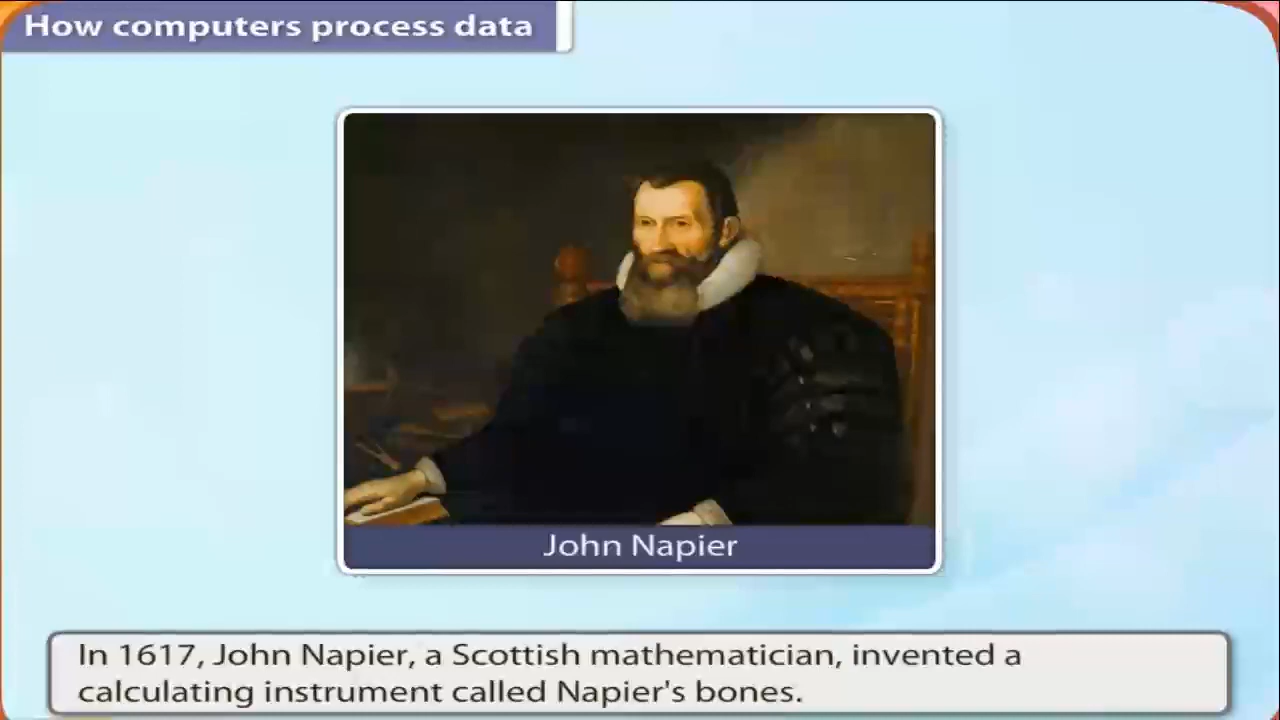 How computers process data
John Napier
In 1617, John Napier, a Scottish mathematician, invented a
calculating instrument called Napier's bones.